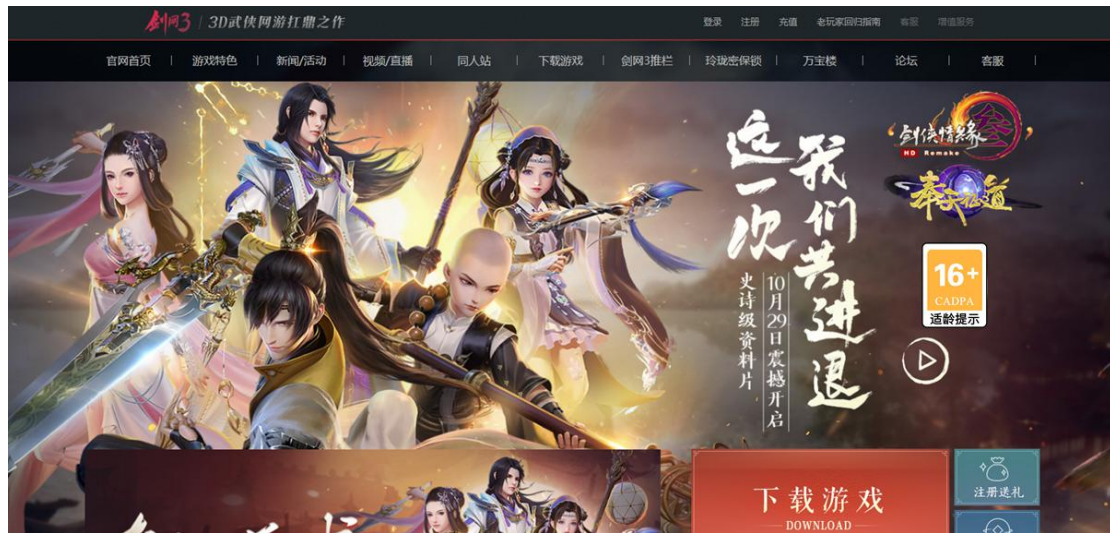 剑网3
3D武侠网游扛鼎之作
登录 注册 充值 老玩家回归指南 客服 增值服务
官网首页 游戏特色 新闻/活动 视频/直播 同人站 下载游戏 剑网3推栏 玲珑密保锁 万宝楼 论坛 客服
这一次
我们共进退
史诗级资料片
10月29日震撼开启
剑侠情缘叁
HD Remake
奉天证道
16+
CADPA
适龄提示
下载游戏
DOWNLOAD
注册送礼